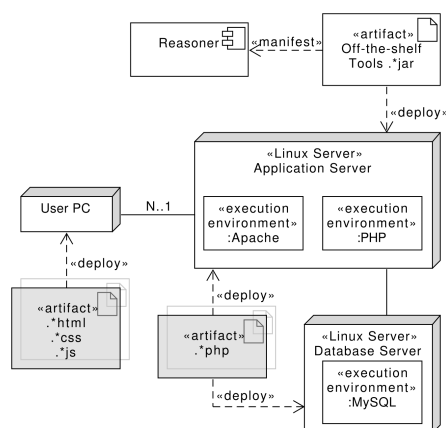 Reasoner
«manifest»
«artifact»
Off-the-shelf
Tools .*jar
«deploy»
«Linux Server»
Application Server
User PC
N..1
«execution
environment»
:Apache
«execution
environment»
:PHP
«deploy»
«deploy»
«artifact»
.*html
.*css
.*js
«artifact»
.*php
«Linux Server»
Database Server
«execution
environment»
:MySQL
«deploy»